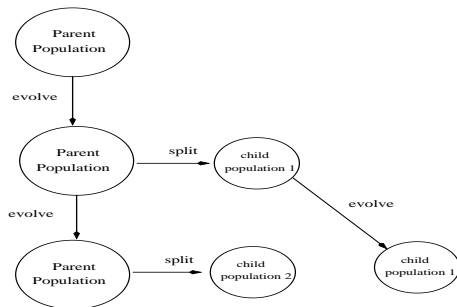 Parent
Population
evolve
Parent
Population
split
child
population 1
evolve
evolve
Parent
Population
split
child
population 2
child
population 1